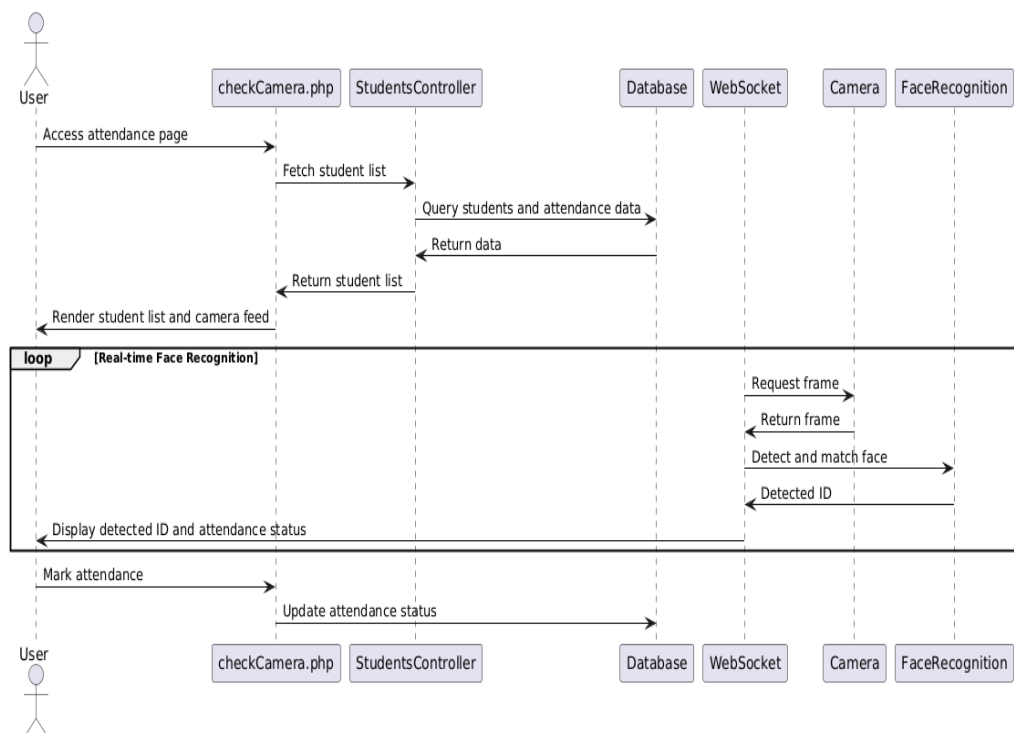 User
checkCamera.php
StudentsController
Database
WebSocket
Camera
FaceRecognition
Access attendance page
Fetch student list
Query students and attendance data
Return data
Return student list
Render student list and camera feed
loop
[Real-time Face Recognition]
Request frame
Return frame
Detect and match face
Detected ID
Display detected ID and attendance status
Mark attendance
Update attendance status
User
checkCamera.php
StudentsController
Database
WebSocket
Camera
FaceRecognition